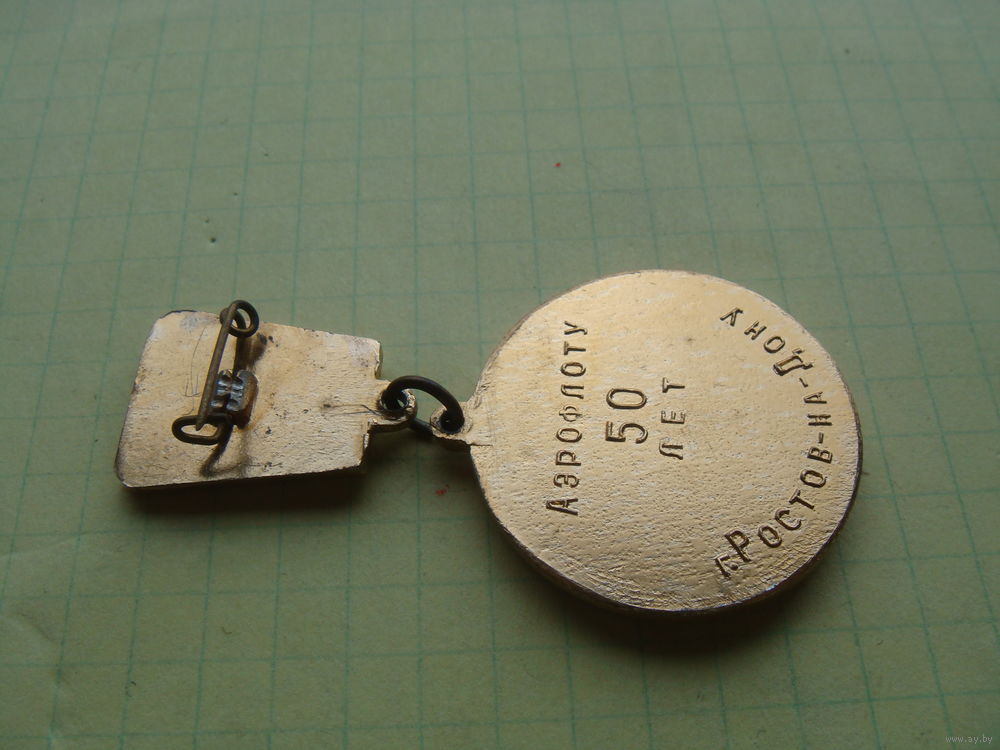 Аэрофлоту
50
лет
г. Ростов-на-Дону
www.ay.by